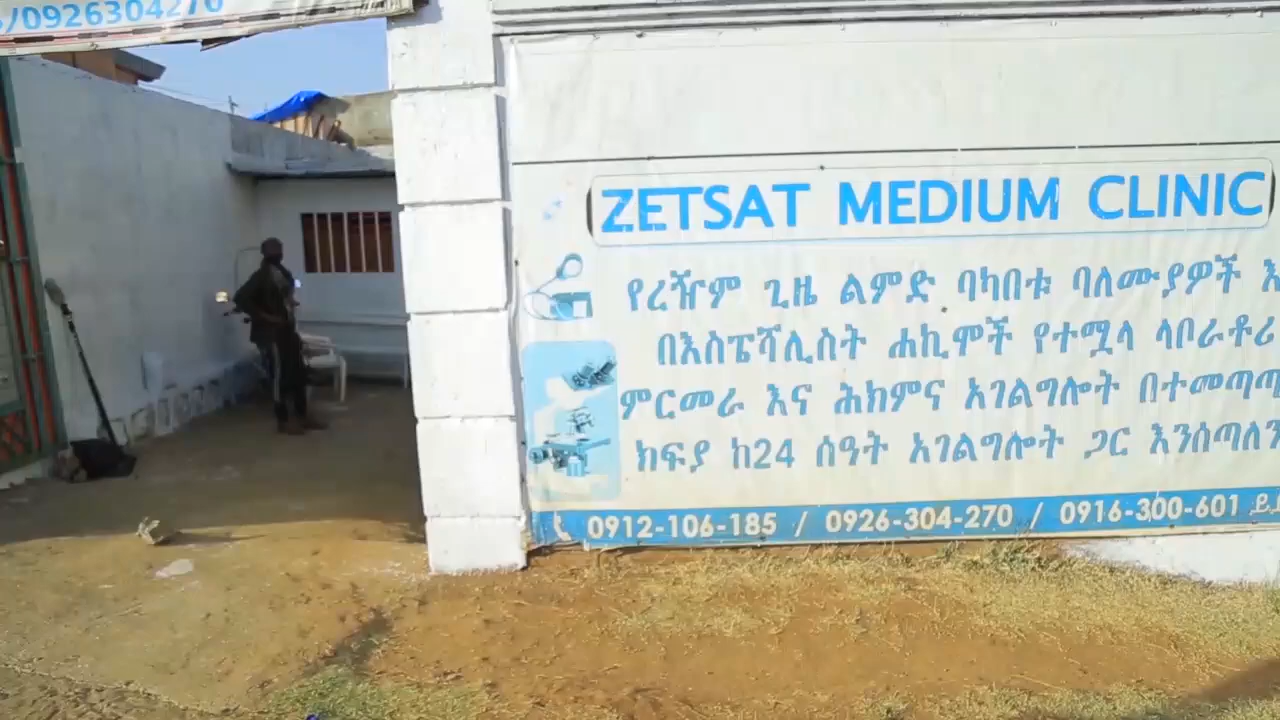 /0926304270
ZETSAT MEDIUM CLINIC
የረዥም ጊዜ ልምድ ባካበቱ ባለሙያዎች
በእስፔሻሊስት ሐኪሞች የተሟላ ላቦራቶሪ
ምርመራ እና ሕክምና አገልግሎት በተመጣጣ
ክፍያ ከ24 ሰዓት አገልግሎት ጋር እንሰጣለን
0912-106-185 / 0926-304-270 / 0916-300-601 ይ